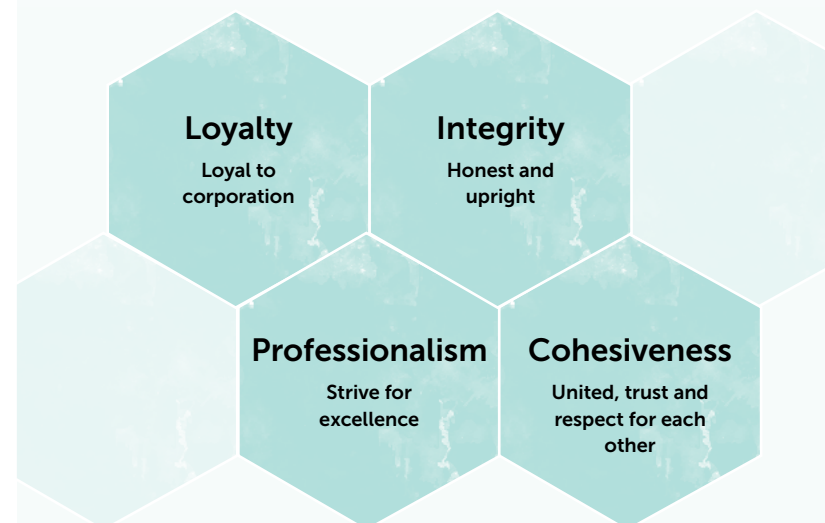 Loyalty
Loyal to
corporation
Integrity
Honest and
upright
Professionalism
Strive for
excellence
Cohesiveness
United, trust and
respect for each
other